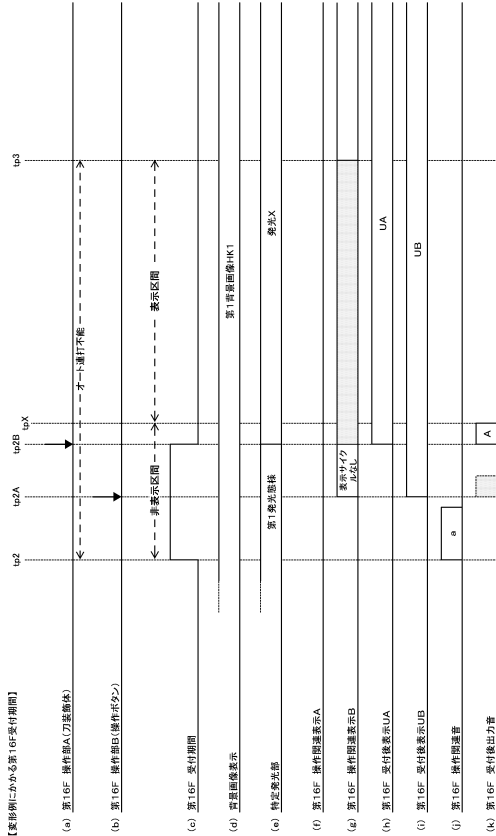 【変形例にかかる第16F受付期間】
tp2
tp2A
tp2B
tpX
tp3
(a) 第16F 操作部A(刀装飾体)
オート連打不能
(b) 第16F 操作部B(操作ボタン)
非表示区間
表示区間
(c) 第16F 受付期間
(d) 背景画像表示
第1背景画像HK1
(e) 特定発光部
第1発光態様
発光X
(f) 第16F 操作関連表示A
(g) 第16F 操作関連表示B
表示サイク
ルなし
(h) 第16F 受付後表示UA
UA
(i) 第16F 受付後表示UB
UB
(j) 第16F 操作関連音
a
(k) 第16F 受付後出力音
A